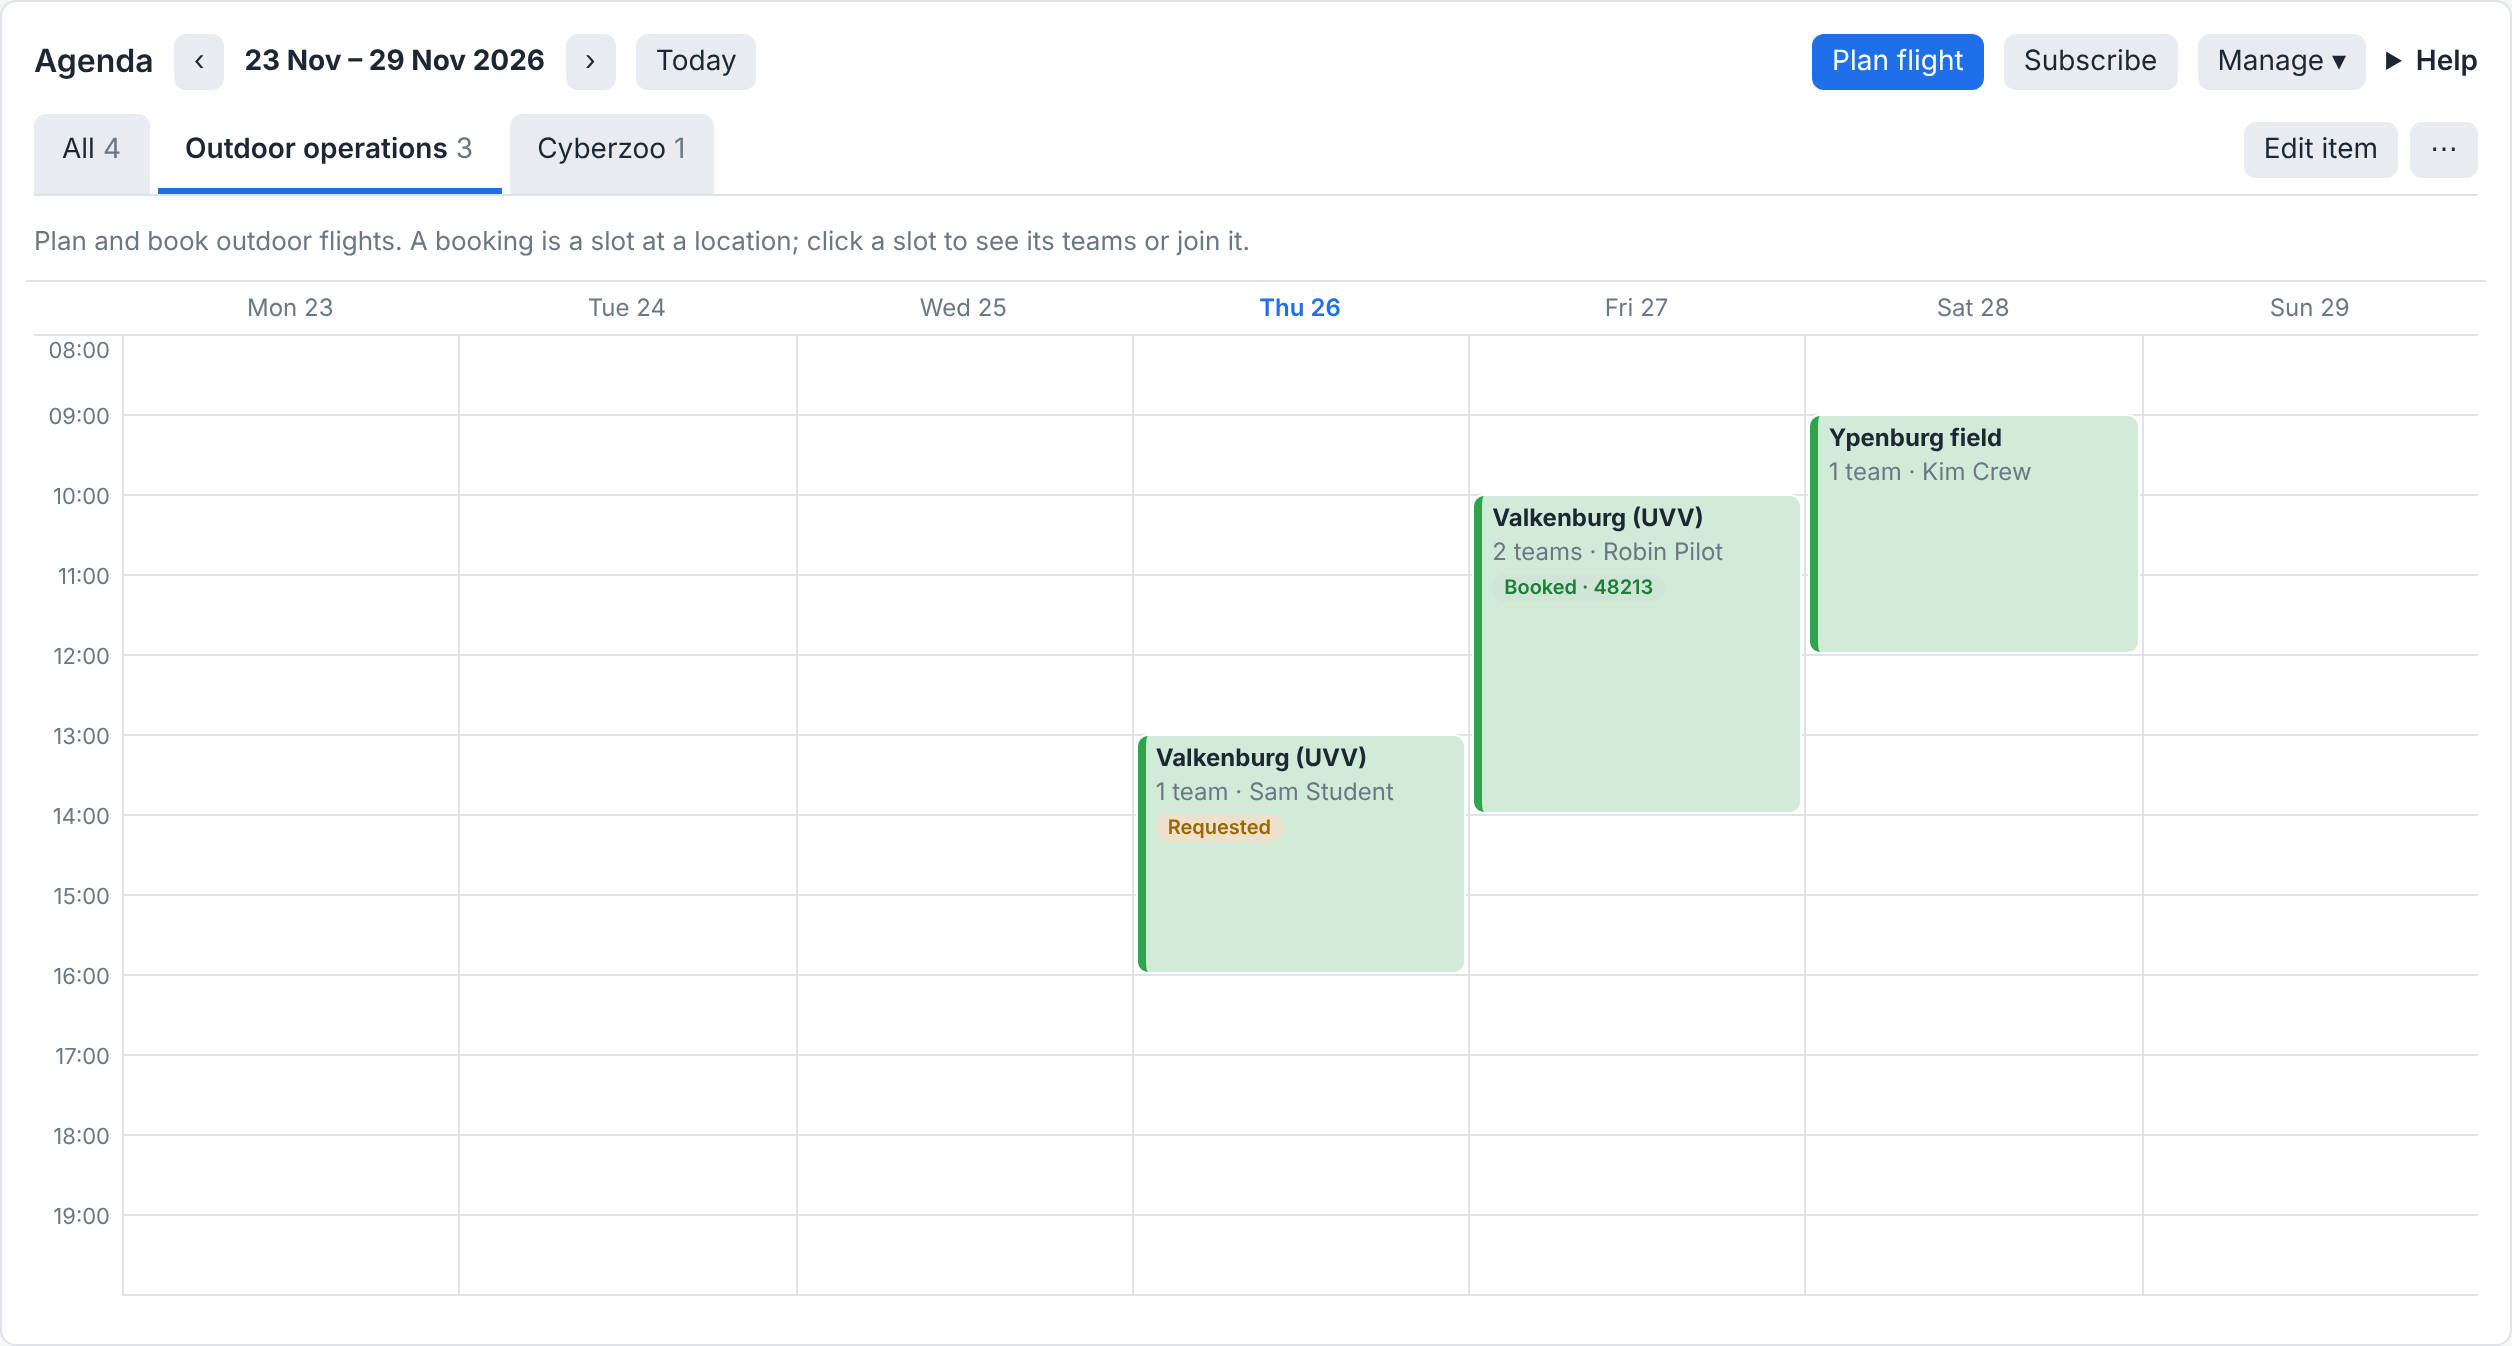 Agenda ‹ 23 Nov – 29 Nov 2026 › Today Plan flight Subscribe Manage ▾ ▶ Help
All 4 Outdoor operations 3 Cyberzoo 1 Edit item ⋯
Plan and book outdoor flights. A booking is a slot at a location; click a slot to see its teams or join it.
Mon 23 Tue 24 Wed 25 Thu 26 Fri 27 Sat 28 Sun 29
08:00
09:00
Ypenburg field
1 team · Kim Crew
10:00
Valkenburg (UVV)
2 teams · Robin Pilot
11:00
Booked · 48213
12:00
13:00
Valkenburg (UVV)
1 team · Sam Student
14:00
Requested
15:00
16:00
17:00
18:00
19:00